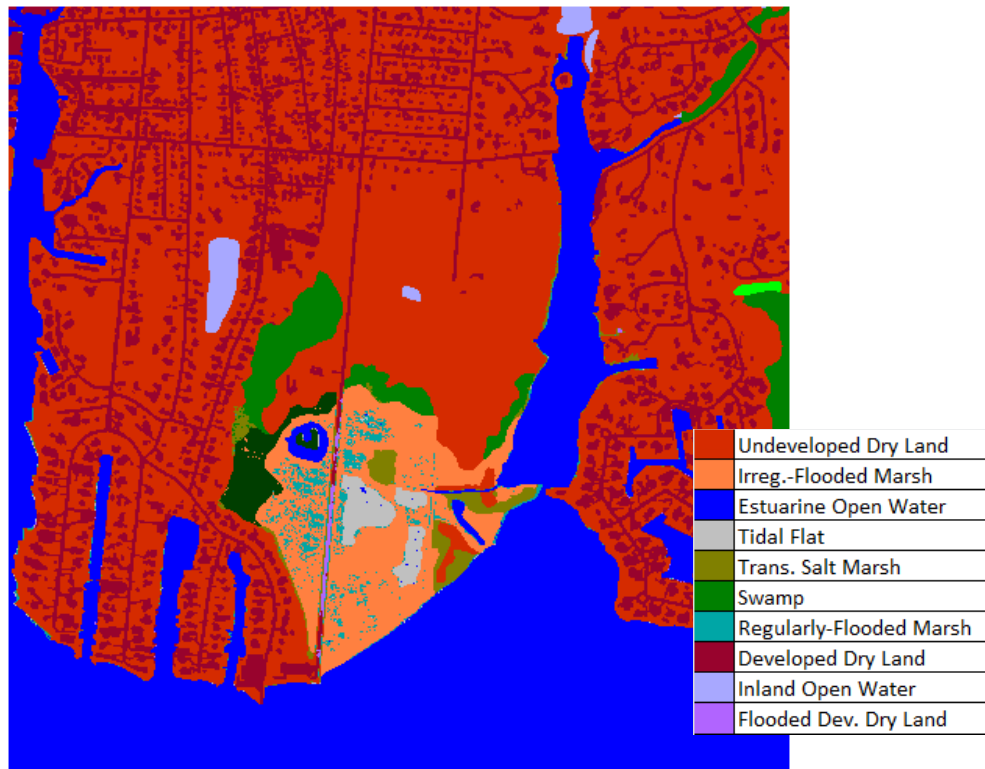 Undeveloped Dry Land
Irreg.-Flooded Marsh
Estuarine Open Water
Tidal Flat
Trans. Salt Marsh
Swamp
Regularly-Flooded Marsh
Developed Dry Land
Inland Open Water
Flooded Dev. Dry Land